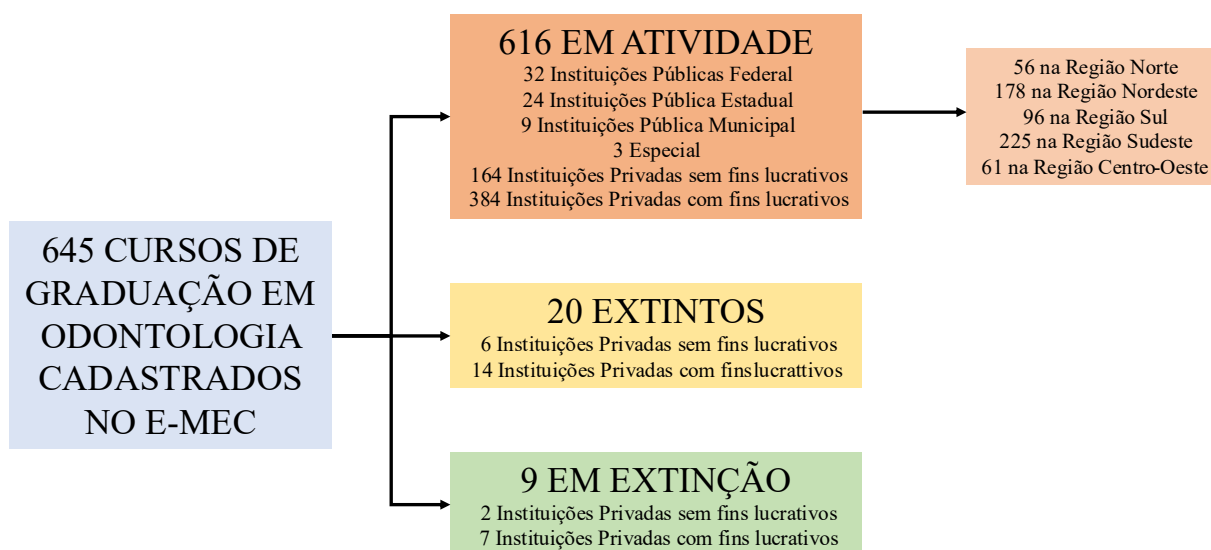 645 CURSOS DE
GRADUAÇÃO EM
ODONTOLOGIA
CADASTRADOS
NO E-MEC
616 EM ATIVIDADE
32 Instituições Públicas Federal
24 Instituições Pública Estadual
9 Instituições Pública Municipal
3 Especial
164 Instituições Privadas sem fins lucrativos
384 Instituições Privadas com fins lucrativos
56 na Região Norte
178 na Região Nordeste
96 na Região Sul
225 na Região Sudeste
61 na Região Centro-Oeste
20 EXTINTOS
6 Instituições Privadas sem fins lucrativos
14 Instituições Privadas com finslucrattivos
9 EM EXTINÇÃO
2 Instituições Privadas sem fins lucrativos
7 Instituições Privadas com fins lucrativos